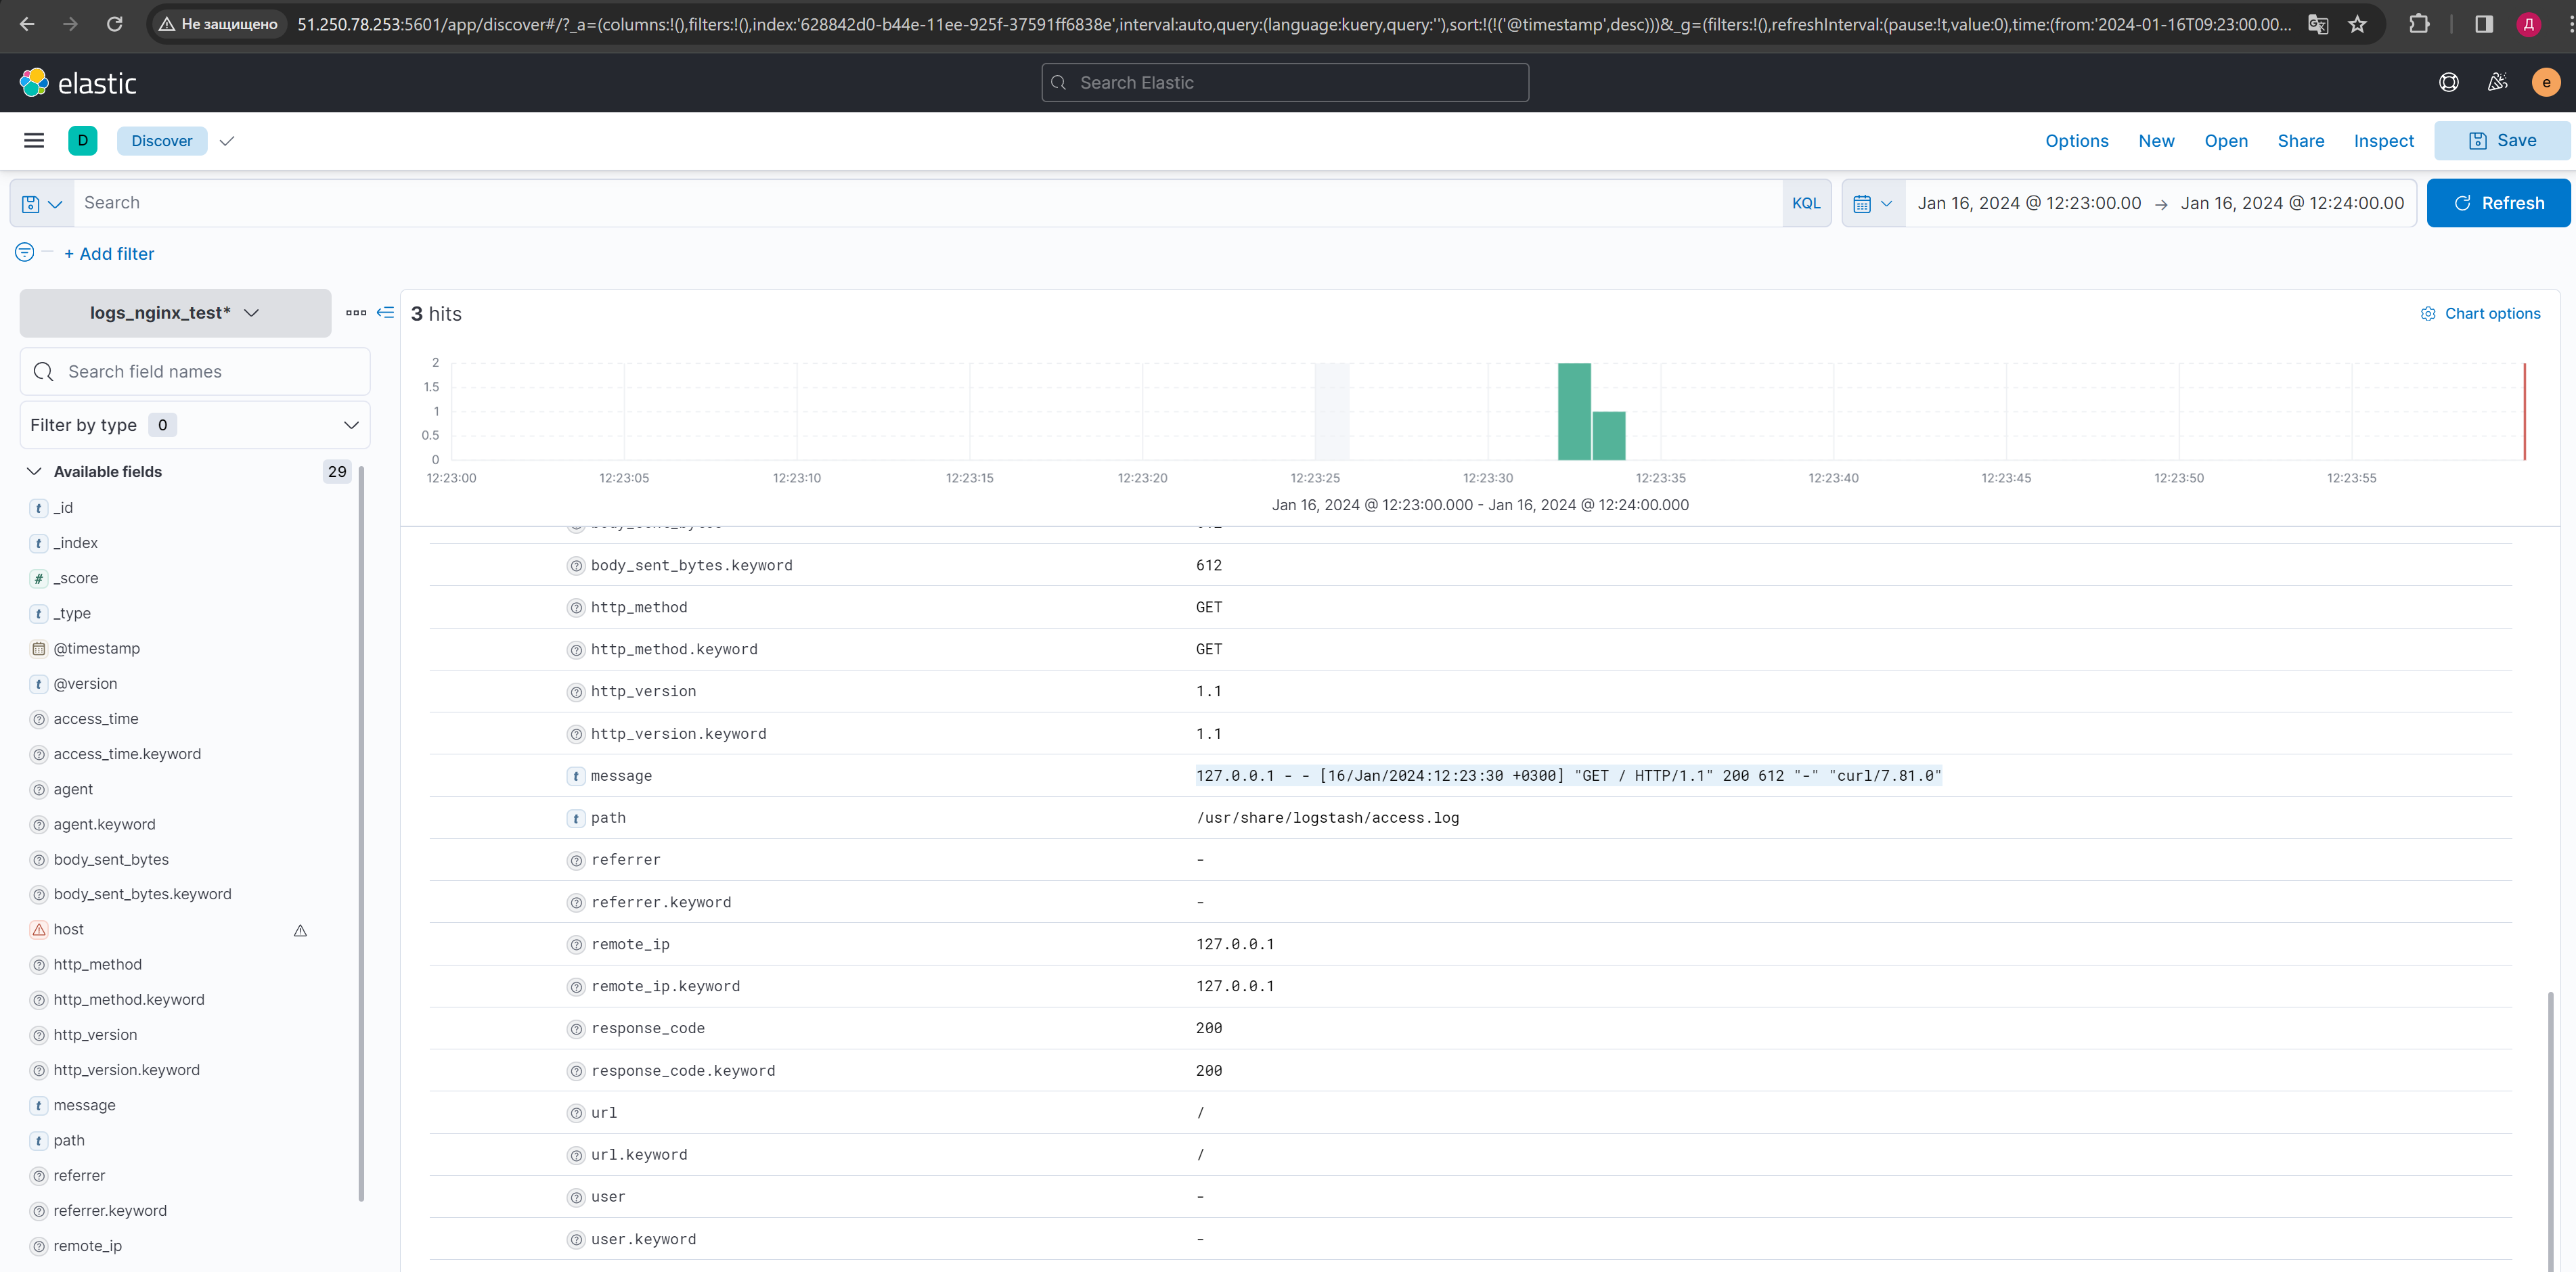 Не защищено
51.250.78.253:5601/app/discover#/?_a=(columns:!(),filters:!(),index:'628842d0-b44e-11ee-925f-37591ff6838e',interval:auto,query:(language:kuery,query:''),sort:!(!('@timestamp',desc)))&_g=(filters:!(),refreshInterval:(pause:!t,value:0),time:(from:'2024-01-16T09:23:00.00...
Д
elastic
Search Elastic
e
D
Discover
Options
New
Open
Share
Inspect
Save
Search
KQL
Jan 16, 2024 @ 12:23:00.00 → Jan 16, 2024 @ 12:24:00.00
Refresh
+ Add filter
logs_nginx_test*
Search field names
Filter by type 0
Available fields 29
_id
_index
_score
_type
@timestamp
@version
access_time
access_time.keyword
agent
agent.keyword
body_sent_bytes
body_sent_bytes.keyword
host
http_method
http_method.keyword
http_version
http_version.keyword
message
path
referrer
referrer.keyword
remote_ip
3 hits
Chart options
2
1.5
1
0.5
0
12:23:00 12:23:05 12:23:10 12:23:15 12:23:20 12:23:25 12:23:30 12:23:35 12:23:40 12:23:45 12:23:50 12:23:55
Jan 16, 2024 @ 12:23:00.000 - Jan 16, 2024 @ 12:24:00.000
body_sent_bytes.keyword 612
http_method GET
http_method.keyword GET
http_version 1.1
http_version.keyword 1.1
message 127.0.0.1 - - [16/Jan/2024:12:23:30 +0300] "GET / HTTP/1.1" 200 612 "-" "curl/7.81.0"
path /usr/share/logstash/access.log
referrer -
referrer.keyword -
remote_ip 127.0.0.1
remote_ip.keyword 127.0.0.1
response_code 200
response_code.keyword 200
url /
url.keyword /
user -
user.keyword -